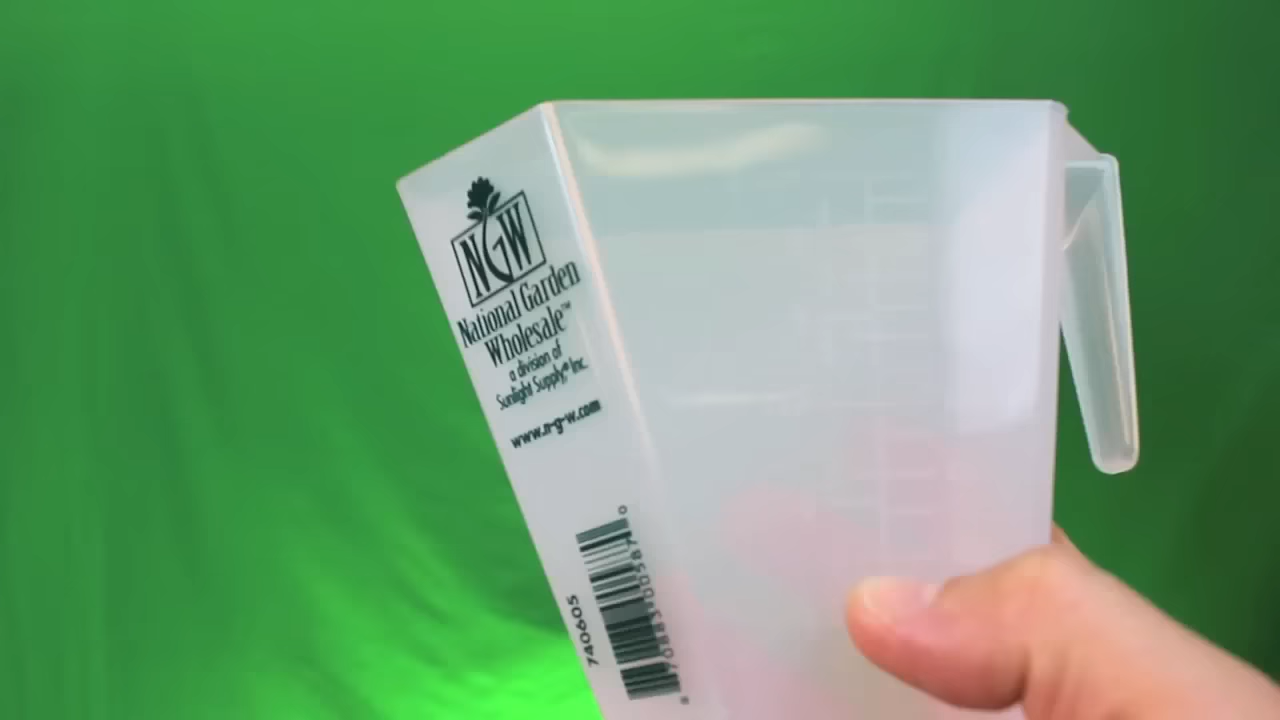 NGW
National Garden
Wholesale™
a division of
Sunlight Supply® Inc.
www.n-g-w.com
740605